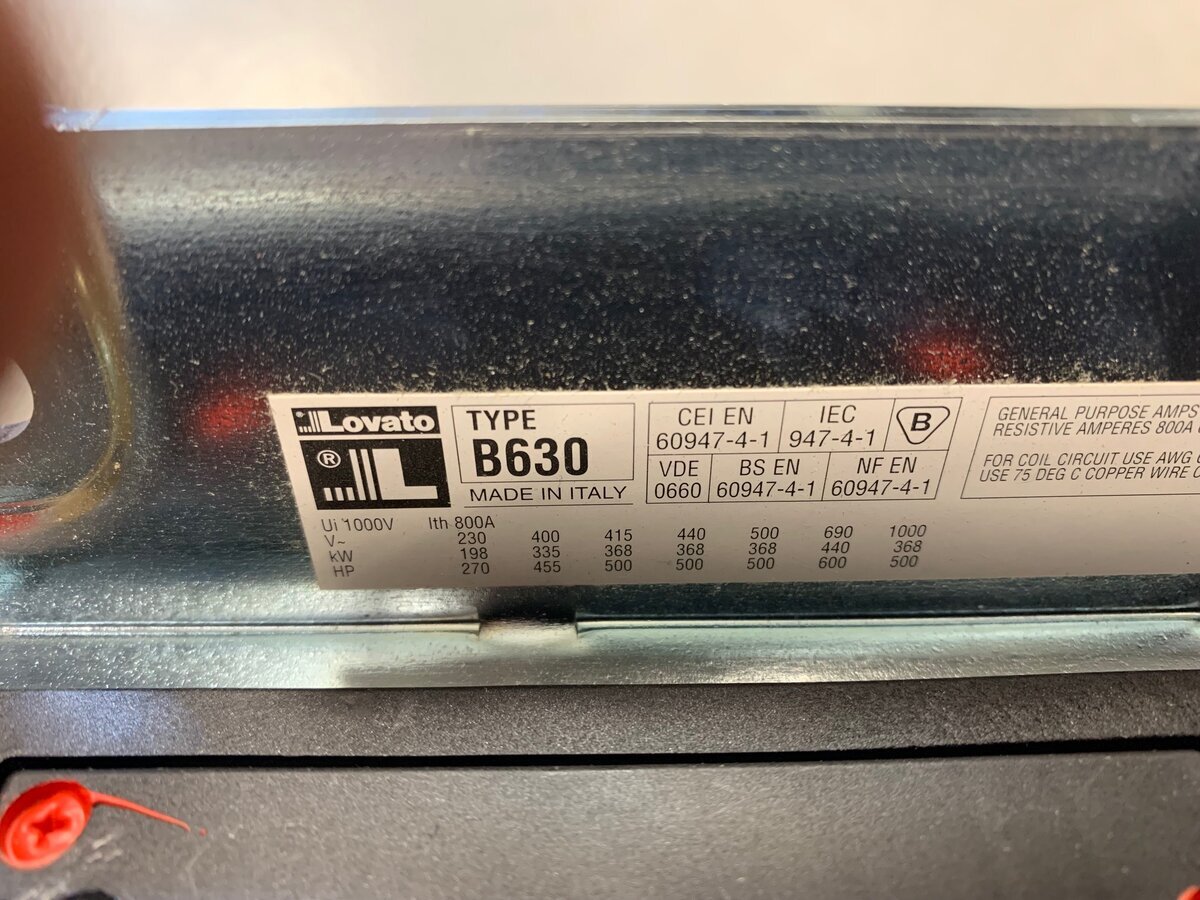 Lovato
®
TYPE
B630
MADE IN ITALY
CEI EN
60947-4-1
IEC
947-4-1
B
VDE
0660
BS EN
60947-4-1
NF EN
60947-4-1
GENERAL PURPOSE AMPS
RESISTIVE AMPERES 800A
FOR COIL CIRCUIT USE AWG
USE 75 DEG C COPPER WIRE
Ui 1000V Ith 800A
V~ 230 400 415 440 500 690 1000
kW 198 335 368 368 368 440 368
HP 270 455 500 500 500 600 500